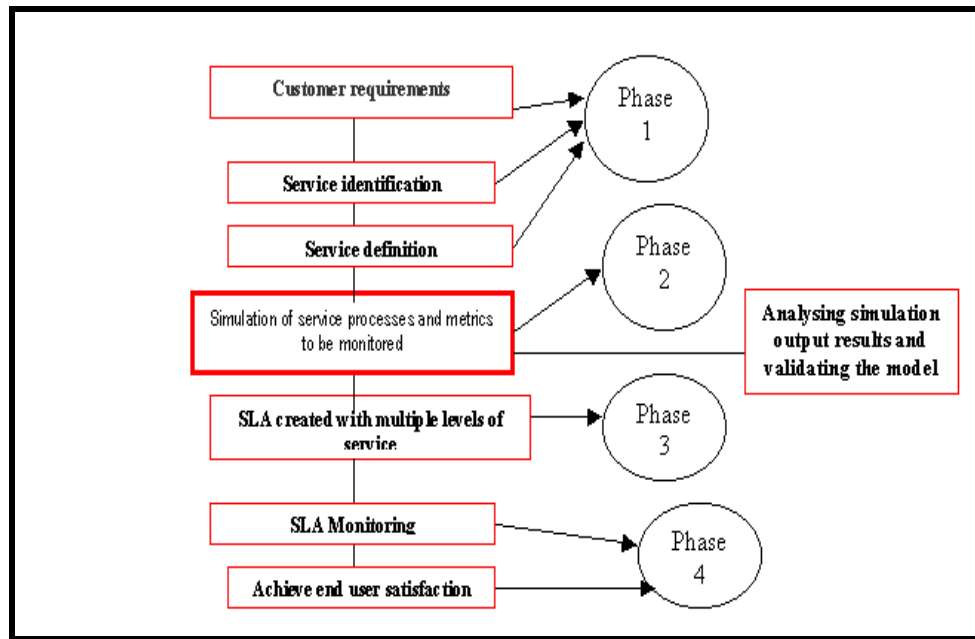 Customer requirements
Phase
1
Service identification
Service definition
Phase
2
Simulation of service processes and metrics
to be monitored
Analysing simulation
output results and
validating the model
SLA created with multiple levels of
service
Phase
3
SLA Monitoring
Phase
4
Achieve end user satisfaction